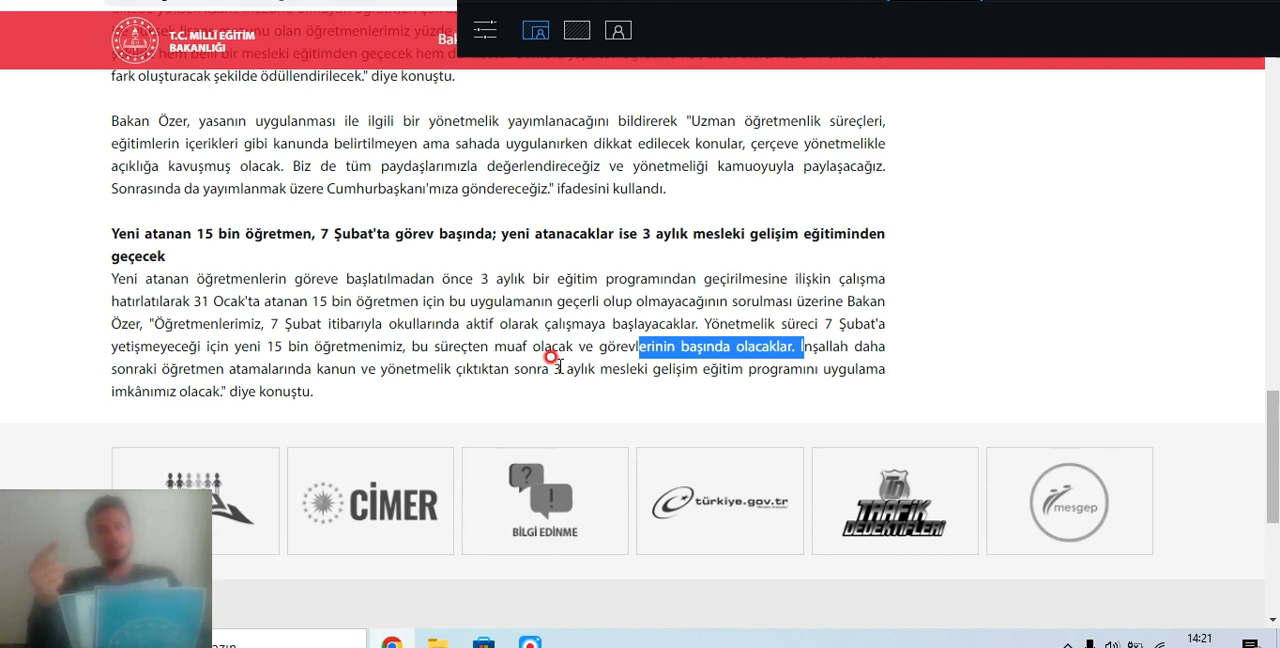 T.C. MİLLÎ EĞİTİM
BAKANLIĞI
fark oluşturacak şekilde ödüllendirilecek." diye konuştu.
Bakan Özer, yasanın uygulanması ile ilgili bir yönetmelik yayımlanacağını bildirerek "Uzman öğretmenlik süreçleri,
eğitimlerin içerikleri gibi kanunda belirtilmeyen ama sahada uygulanırken dikkat edilecek konular, çerçeve yönetmelikle
açıklığa kavuşmuş olacak. Biz de tüm paydaşlarımızla değerlendireceğiz ve yönetmeliği kamuoyuyla paylaşacağız.
Sonrasında da yayımlanmak üzere Cumhurbaşkanı'mıza göndereceğiz." ifadesini kullandı.
Yeni atanan 15 bin öğretmen, 7 Şubat'ta görev başında; yeni atanacaklar ise 3 aylık mesleki gelişim eğitiminden
geçecek
Yeni atanan öğretmenlerin göreve başlatılmadan önce 3 aylık bir eğitim programından geçirilmesine ilişkin çalışma
hatırlatılarak 31 Ocak'ta atanan 15 bin öğretmen için bu uygulamanın geçerli olup olmayacağının sorulması üzerine Bakan
Özer, "Öğretmenlerimiz, 7 Şubat itibarıyla okullarında aktif olarak çalışmaya başlayacaklar. Yönetmelik süreci 7 Şubat'a
yetişmeyeceği için yeni 15 bin öğretmenimiz, bu süreçten muaf olacak ve görevlerinin başında olacaklar. İnşallah daha
sonraki öğretmen atamalarında kanun ve yönetmelik çıktıktan sonra 3 aylık mesleki gelişim eğitim programını uygulama
imkânımız olacak." diye konuştu.
CİMER
BİLGİ EDİNME
türkiye.gov.tr
TD
TRAFİK
DEDEKTİFLERİ
mesgep
14:21